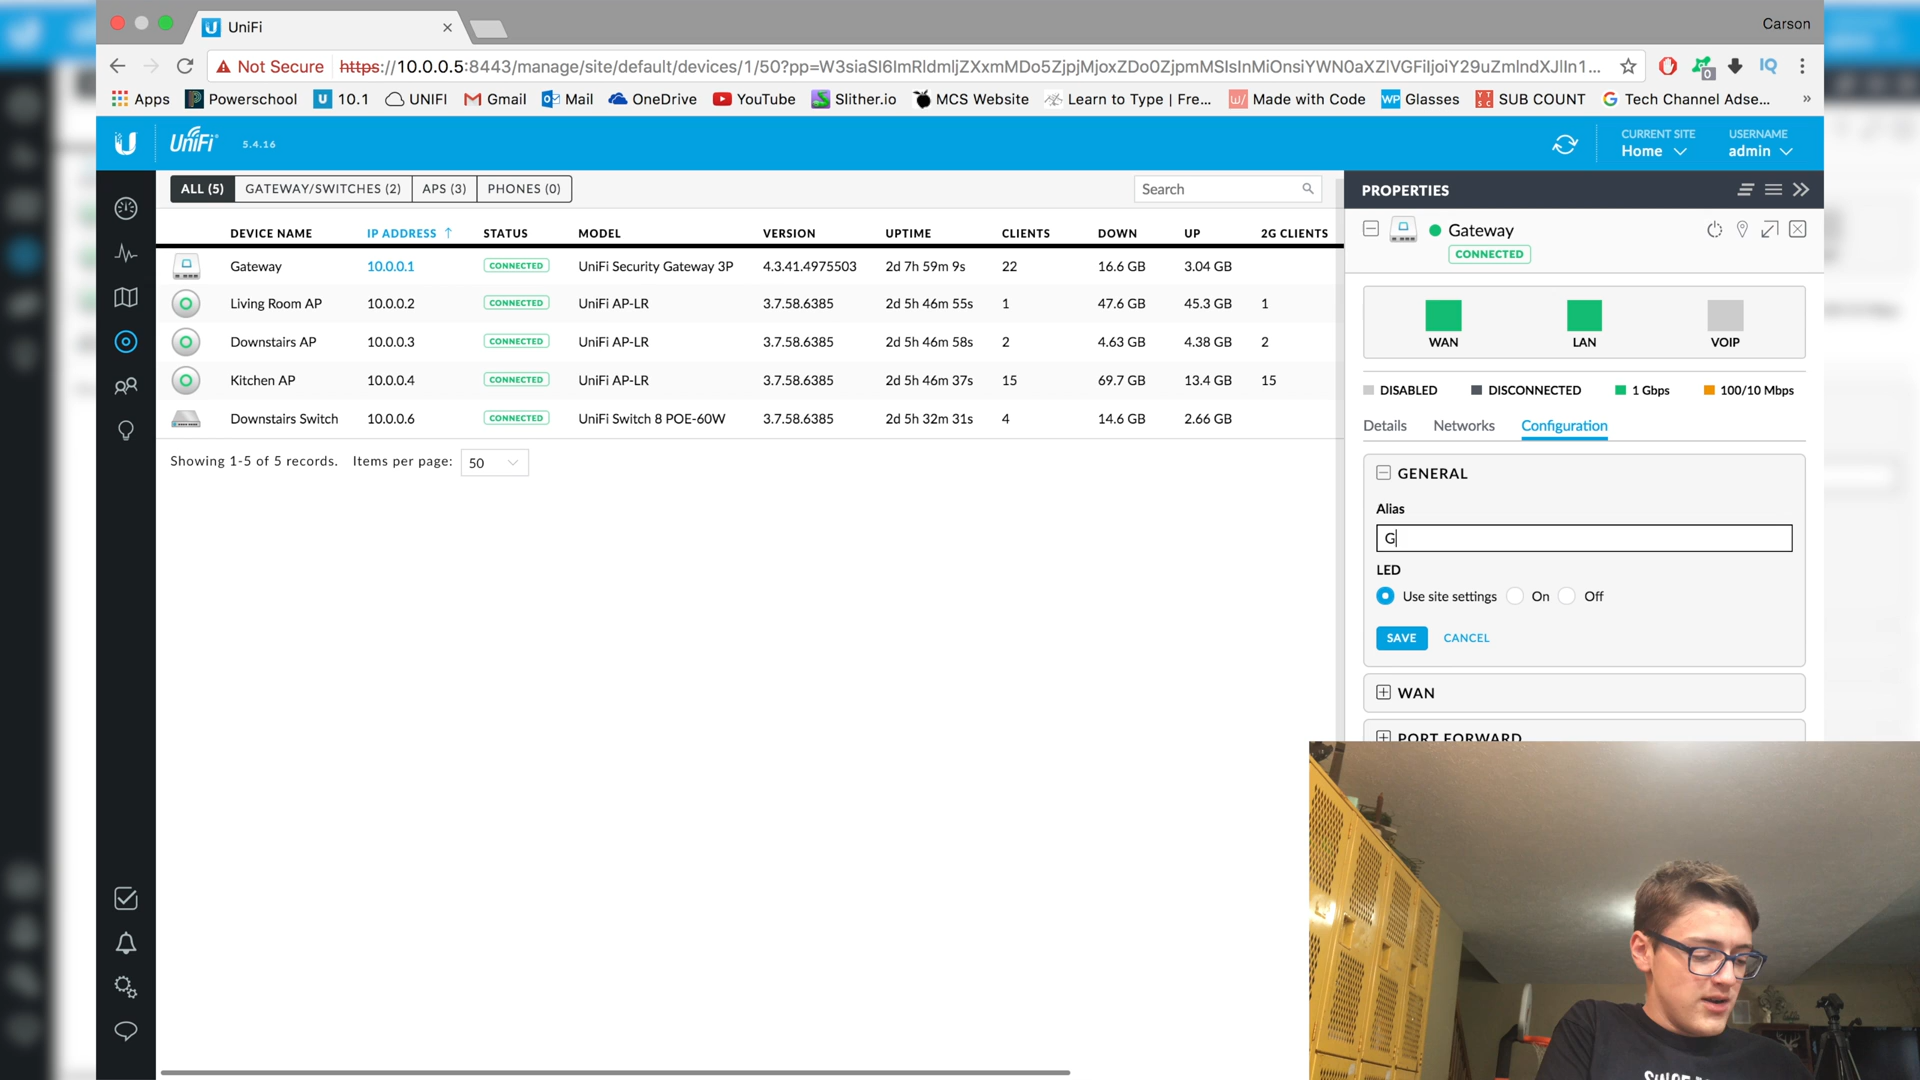 UniFi
Carson
Not Secure
https://10.0.0.5:8443/manage/site/default/devices/1/50?pp=
Apps Powerschool 10.1 UNIFI Gmail Mail OneDrive YouTube Slither.io MCS Website Learn to Type | Fre... Made with Code WP Glasses SUB COUNT Tech Channel Adse... »
UniFi 5.4.16
CURRENT SITE
Home
USERNAME
admin
ALL (5) GATEWAY/SWITCHES (2) APS (3) PHONES (0)
Search
DEVICE NAME IP ADDRESS ↑ STATUS MODEL VERSION UPTIME CLIENTS DOWN UP 2G CLIENTS
Gateway 10.0.0.1 CONNECTED UniFi Security Gateway 3P 4.3.41.4975503 2d 7h 59m 9s 22 16.6 GB 3.04 GB
Living Room AP 10.0.0.2 CONNECTED UniFi AP-LR 3.7.58.6385 2d 5h 46m 55s 1 47.6 GB 45.3 GB 1
Downstairs AP 10.0.0.3 CONNECTED UniFi AP-LR 3.7.58.6385 2d 5h 46m 58s 2 4.63 GB 4.38 GB 2
Kitchen AP 10.0.0.4 CONNECTED UniFi AP-LR 3.7.58.6385 2d 5h 46m 37s 15 69.7 GB 13.4 GB 15
Downstairs Switch 10.0.0.6 CONNECTED UniFi Switch 8 POE-60W 3.7.58.6385 2d 5h 32m 31s 4 14.6 GB 2.66 GB
Showing 1-5 of 5 records. Items per page: 50
PROPERTIES
Gateway
CONNECTED
WAN LAN VOIP
DISABLED DISCONNECTED 1 Gbps 100/10 Mbps
Details Networks Configuration
GENERAL
Alias
G
LED
Use site settings On Off
SAVE CANCEL
WAN
PORT FORWARD